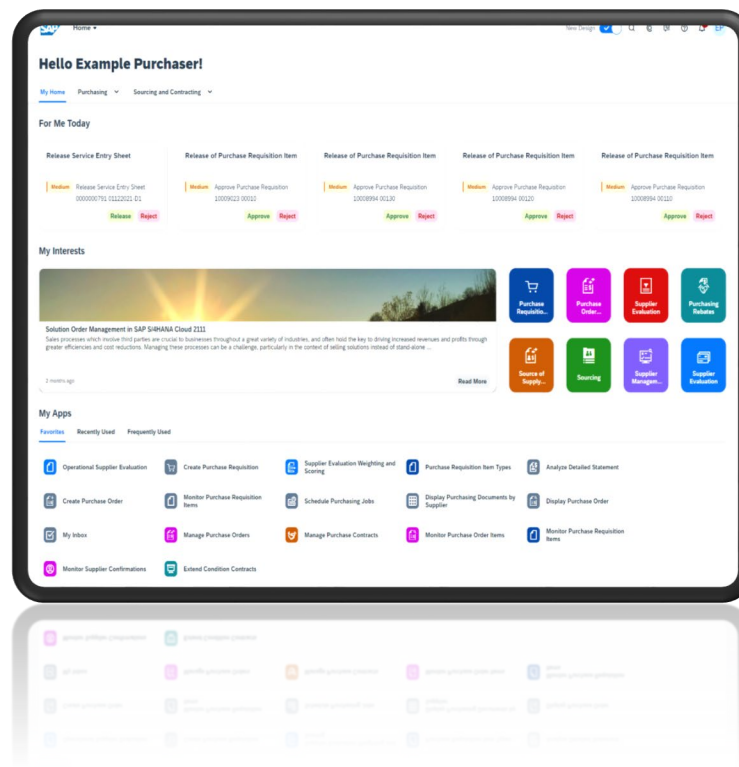 SAP Home
New Design
EP
Hello Example Purchaser!
My Home Purchasing Sourcing and Contracting
For Me Today
Release Service Entry Sheet
Medium Release Service Entry Sheet
0000000791 01122021-D1
Release Reject
Release of Purchase Requisition Item
Medium Approve Purchase Requisition
10009023 00010
Approve Reject
Release of Purchase Requisition Item
Medium Approve Purchase Requisition
10008994 00130
Approve Reject
Release of Purchase Requisition Item
Medium Approve Purchase Requisition
10008994 00120
Approve Reject
Release of Purchase Requisition Item
Medium Approve Purchase Requisition
10008994 00110
Approve Reject
My Interests
Solution Order Management in SAP S/4HANA Cloud 2111
Sales processes which involve third parties are crucial to businesses throughout a great variety of industries, and often hold the key to driving increased revenues and profits through
greater efficiencies and cost reductions. Managing these processes can be a challenge, particularly in the context of selling solutions instead of stand-alone ...
2 months ago
Read More
Purchase
Requisitio...
Purchase
Order...
Supplier
Evaluation
Purchasing
Rebates
Source of
Supply...
Sourcing
Supplier
Managem...
Supplier
Evaluation
My Apps
Favorites Recently Used Frequently Used
Operational Supplier Evaluation
Create Purchase Requisition
Supplier Evaluation Weighting and
Scoring
Purchase Requisition Item Types
Analyze Detailed Statement
Create Purchase Order
Monitor Purchase Requisition
Items
Schedule Purchasing Jobs
Display Purchasing Documents by
Supplier
Display Purchase Order
My Inbox
Manage Purchase Orders
Manage Purchase Contracts
Monitor Purchase Order Items
Monitor Purchase Requisition
Items
Monitor Supplier Confirmations
Extend Condition Contracts